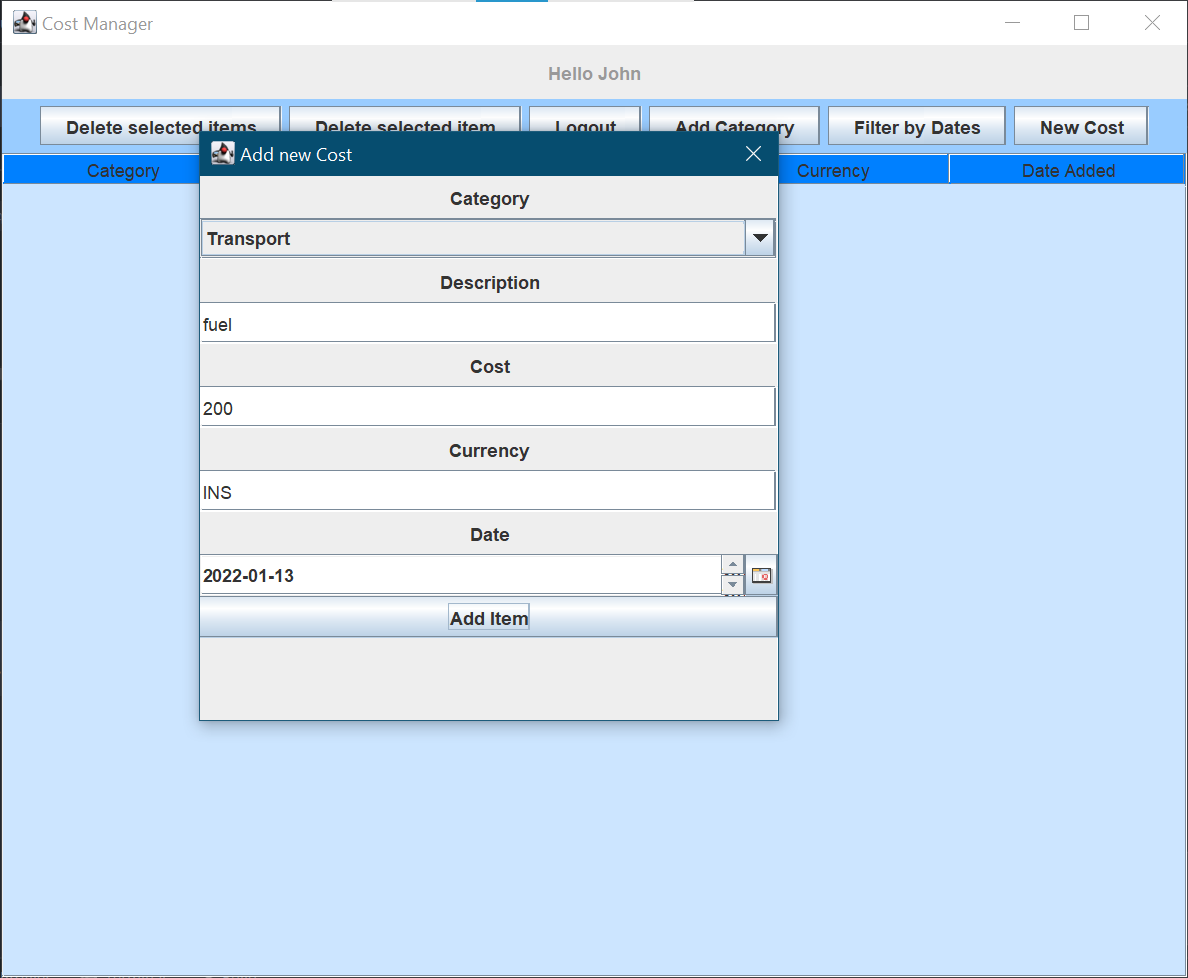 Cost Manager
Hello John
Delete selected items Delete selected item Logout Add Category Filter by Dates New Cost
Add new Cost
Category Currency Date Added
Category
Transport
Description
fuel
Cost
200
Currency
INS
Date
2022-01-13
Add Item